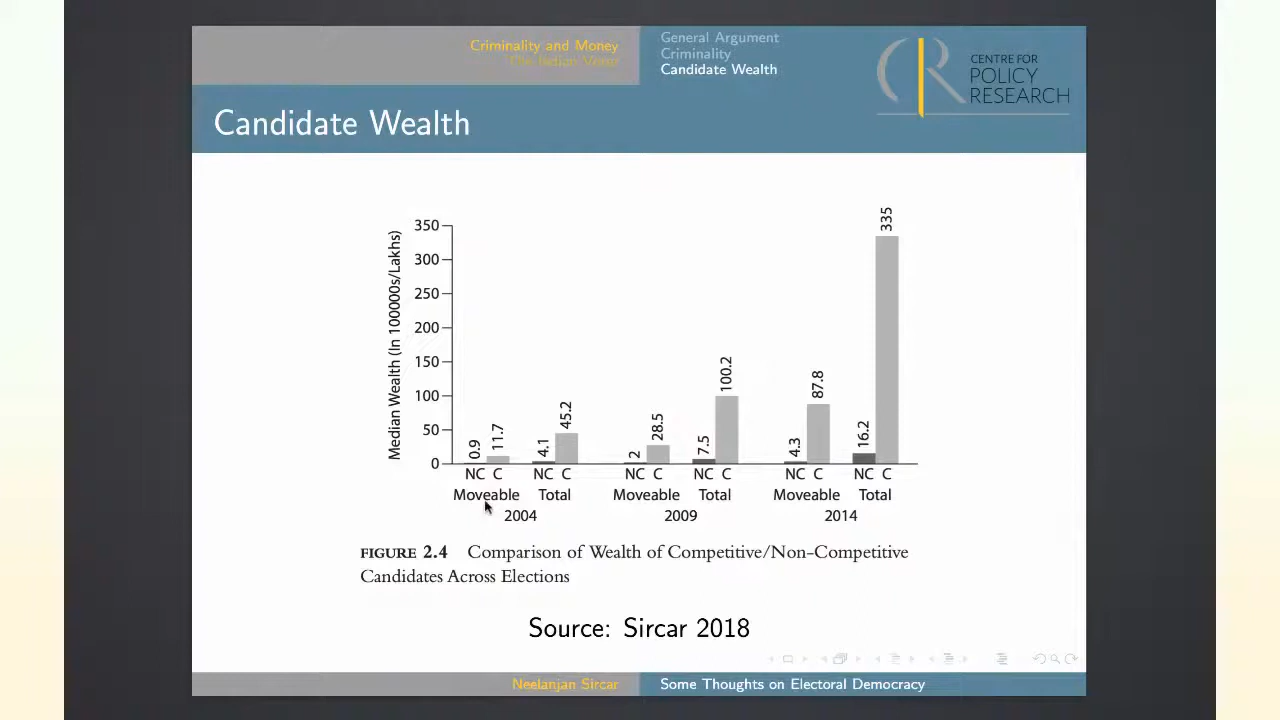 Criminality and Money
The Indian Voter
General Argument
Criminality
Candidate Wealth
CENTRE FOR
POLICY
RESEARCH
Candidate Wealth
Median Wealth (In 100000s/Lakhs)
350
300
250
200
150
100
50
0
0.9 11.7 4.1 45.2 2 28.5 7.5 100.2 4.3 87.8 16.2 335
NC C NC C NC C NC C NC C NC C
Moveable Total Moveable Total Moveable Total
2004 2009 2014
FIGURE 2.4 Comparison of Wealth of Competitive/Non-Competitive
Candidates Across Elections
Source: Sircar 2018
Neelanjan Sircar
Some Thoughts on Electoral Democracy